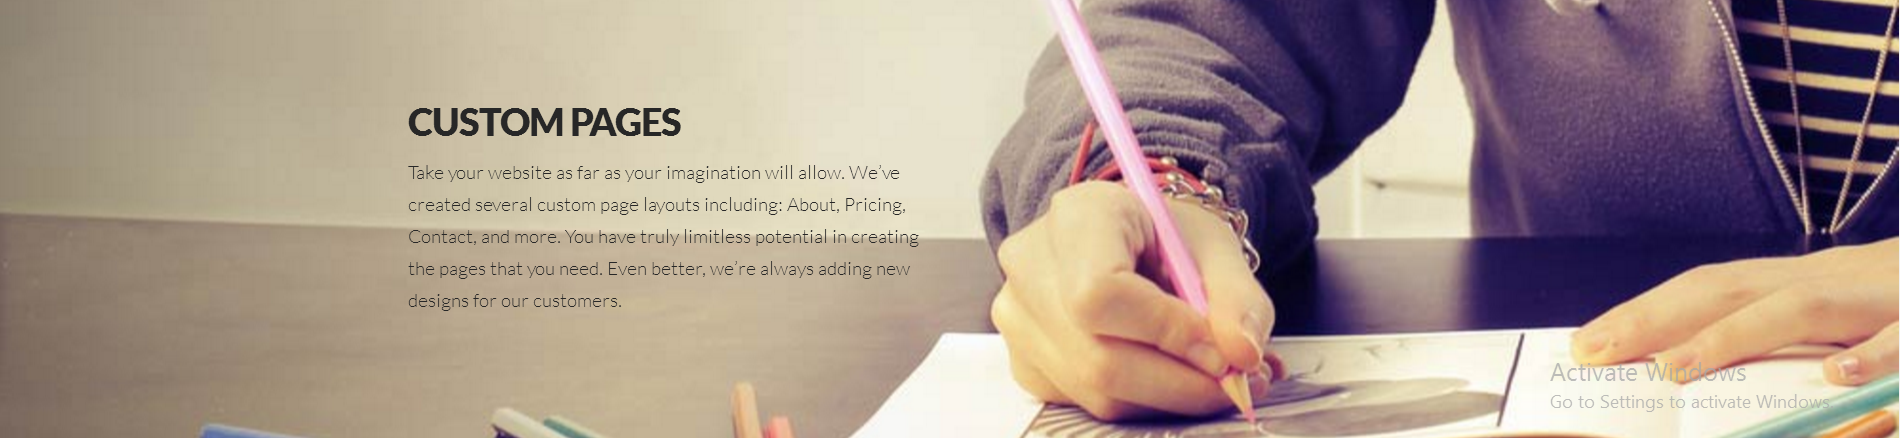 CUSTOM PAGES
Take your website as far as your imagination will allow. We’ve
created several custom page layouts including: About, Pricing,
Contact, and more. You have truly limitless potential in creating
the pages that you need. Even better, we’re always adding new
designs for our customers.
Activate Windows
Go to Settings to activate Windows.